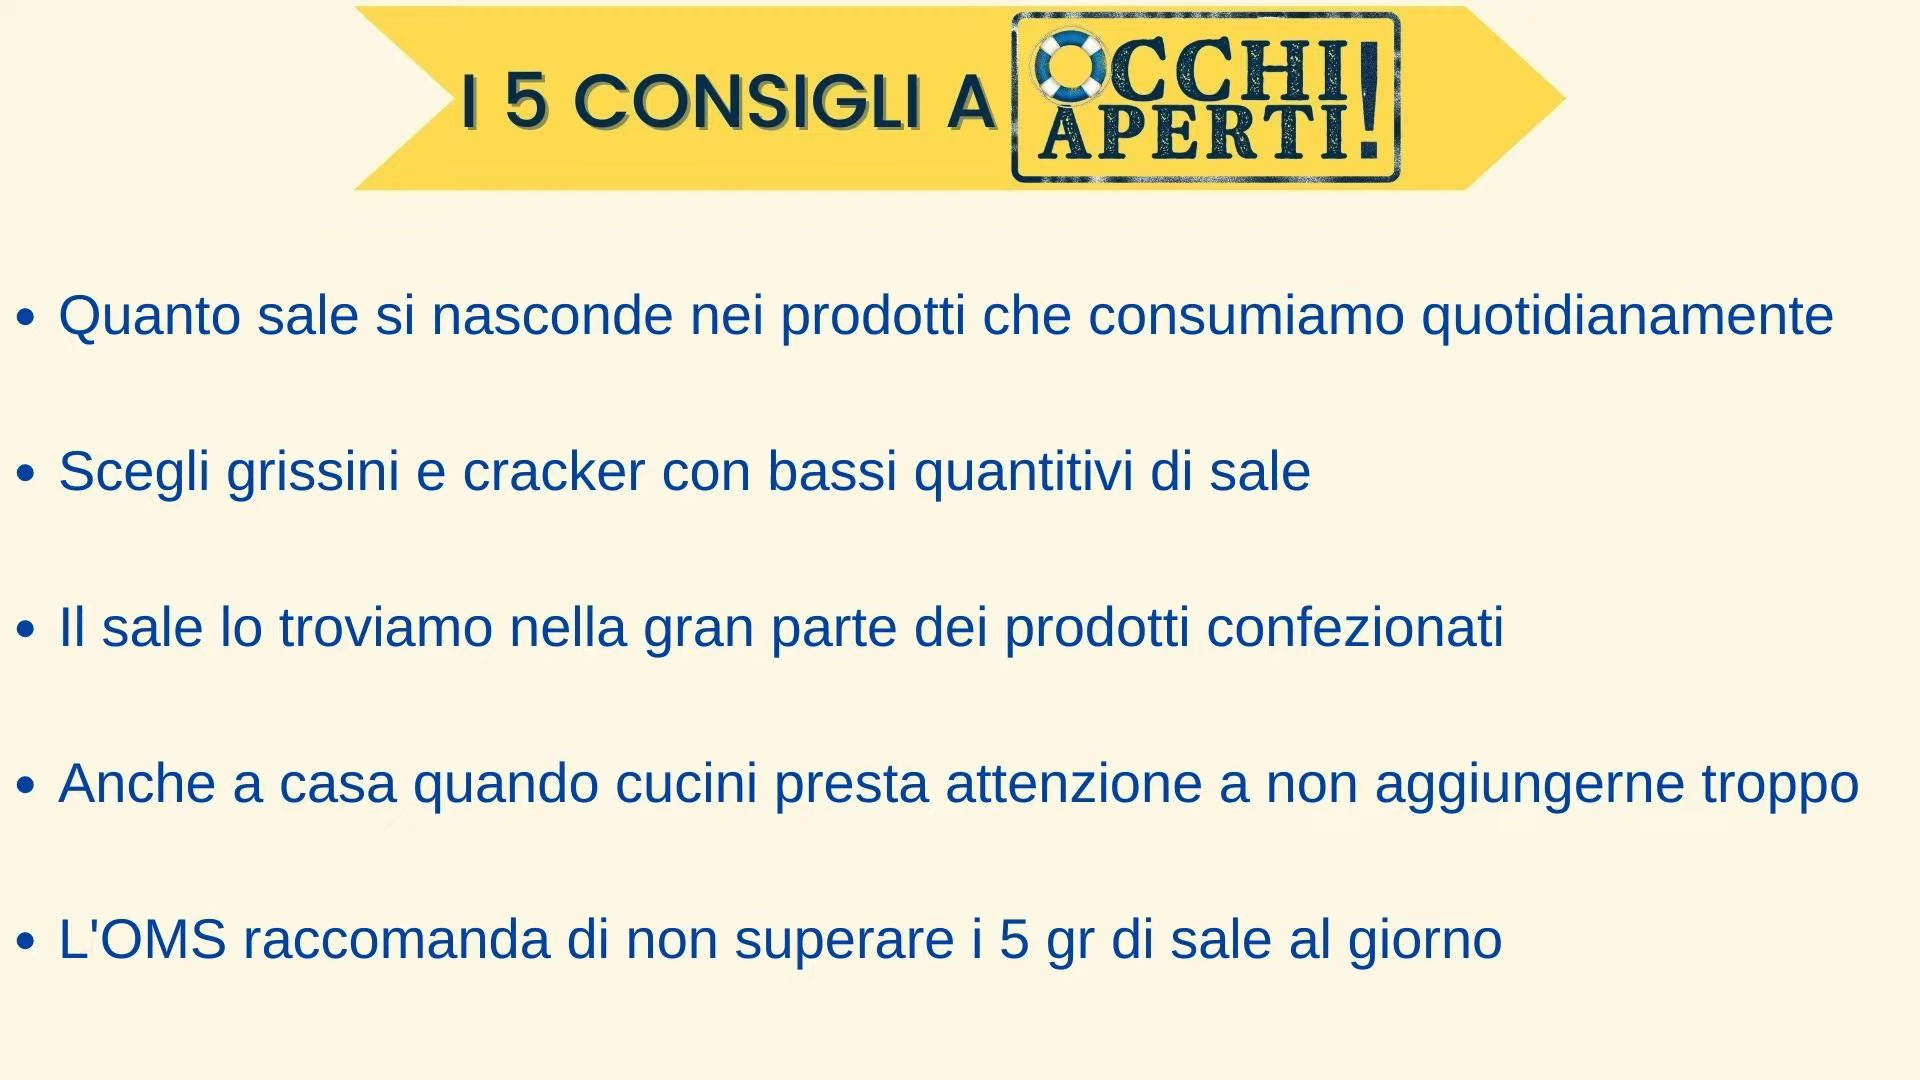 I 5 CONSIGLI A OCCHI APERTI!
• Quanto sale si nasconde nei prodotti che consumiamo quotidianamente
• Scegli grissini e cracker con bassi quantitivi di sale
• Il sale lo troviamo nella gran parte dei prodotti confezionati
• Anche a casa quando cucini presta attenzione a non aggiungerne troppo
• L'OMS raccomanda di non superare i 5 gr di sale al giorno